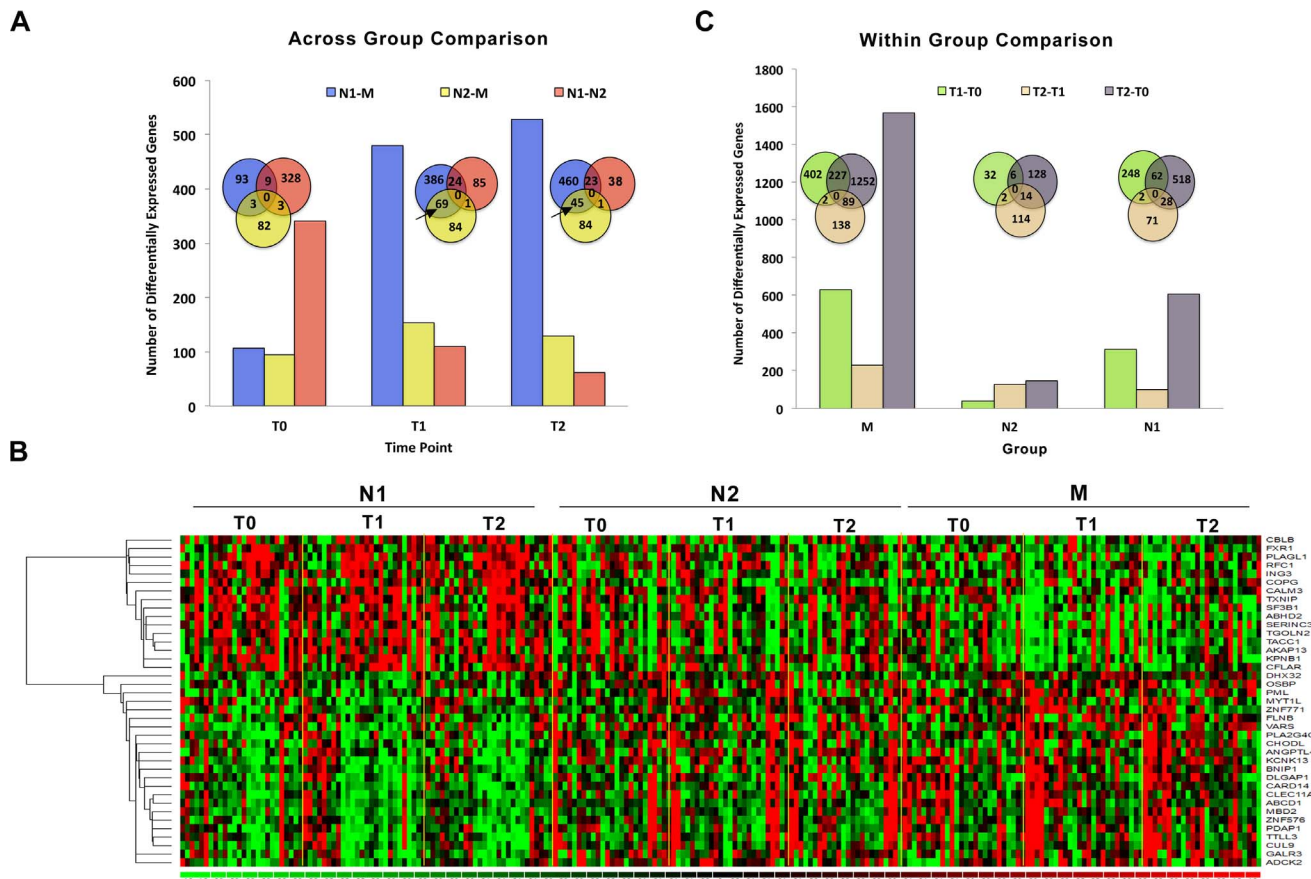 A
Across Group Comparison
Number of Differentially Expressed Genes
600
500
400
300
200
100
0
N1-M
N2-M
N1-N2
93
9
328
0
3
3
82
386
24
85
0
69
1
84
460
23
38
0
45
1
84
T0
T1
T2
Time Point
C
Within Group Comparison
Number of Differentially Expressed Genes
1800
1600
1400
1200
1000
800
600
400
200
0
T1-T0
T2-T1
T2-T0
402
227
1252
2
0
89
138
32
6
128
0
2
14
114
248
62
518
2
0
28
71
M
N2
N1
Group
B
N1
N2
M
T0
T1
T2
T0
T1
T2
T0
T1
T2
CBLB
FXR1
PLAGL1
RFC1
ING3
COPG
CALM3
TXNIP
SF3B1
ABHD2
SERINC3
TGOLN2
TACC1
AKAP13
KPNB1
CFLAR
DHX32
OSBP
PML
MYT1L
ZNF771
FLNB
VARS
PLA2G4C
CHODL
ANGPTL4
KCNK13
BNIP1
DLGAP1
CARD14
CLEC11A
ABCD1
MBD2
ZNF576
PDAP1
TTLL3
CUL9
GALR3
ADCK2